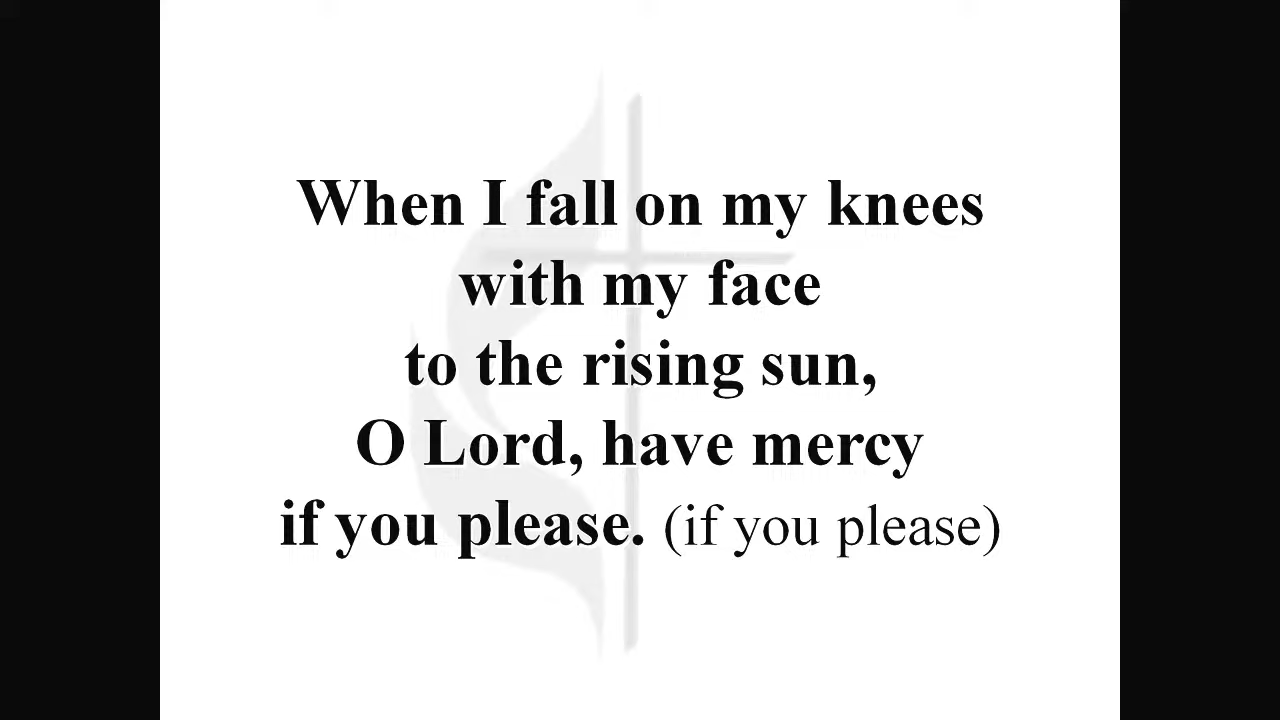 When I fall on my knees
with my face
to the rising sun,
O Lord, have mercy
if you please. (if you please)